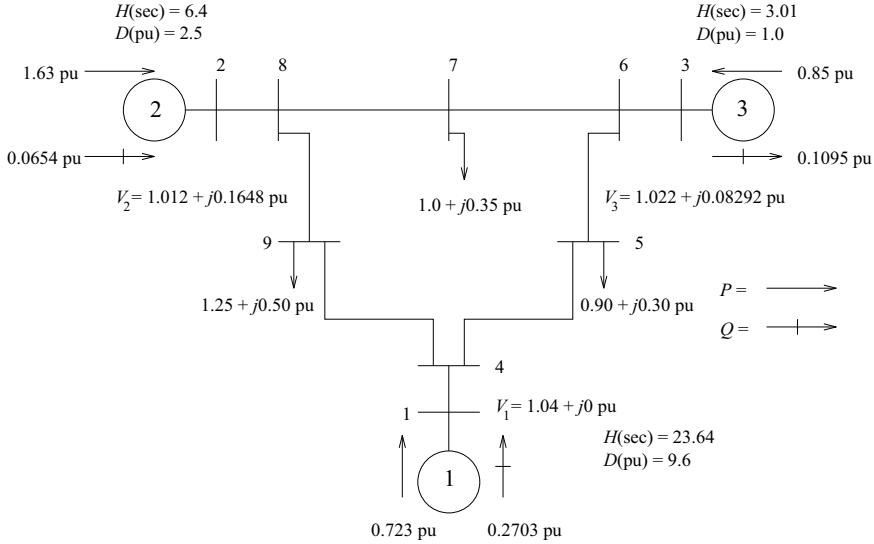 H(sec) = 6.4
D(pu) = 2.5
H(sec) = 3.01
D(pu) = 1.0
1.63 pu
2
8
7
6
3
0.85 pu
2
3
0.0654 pu
0.1095 pu
V2 = 1.012 + j0.1648 pu
1.0 + j0.35 pu
V3 = 1.022 + j0.08292 pu
9
5
1.25 + j0.50 pu
0.90 + j0.30 pu
P =
Q =
4
1
V1 = 1.04 + j0 pu
H(sec) = 23.64
D(pu) = 9.6
1
0.723 pu
0.2703 pu